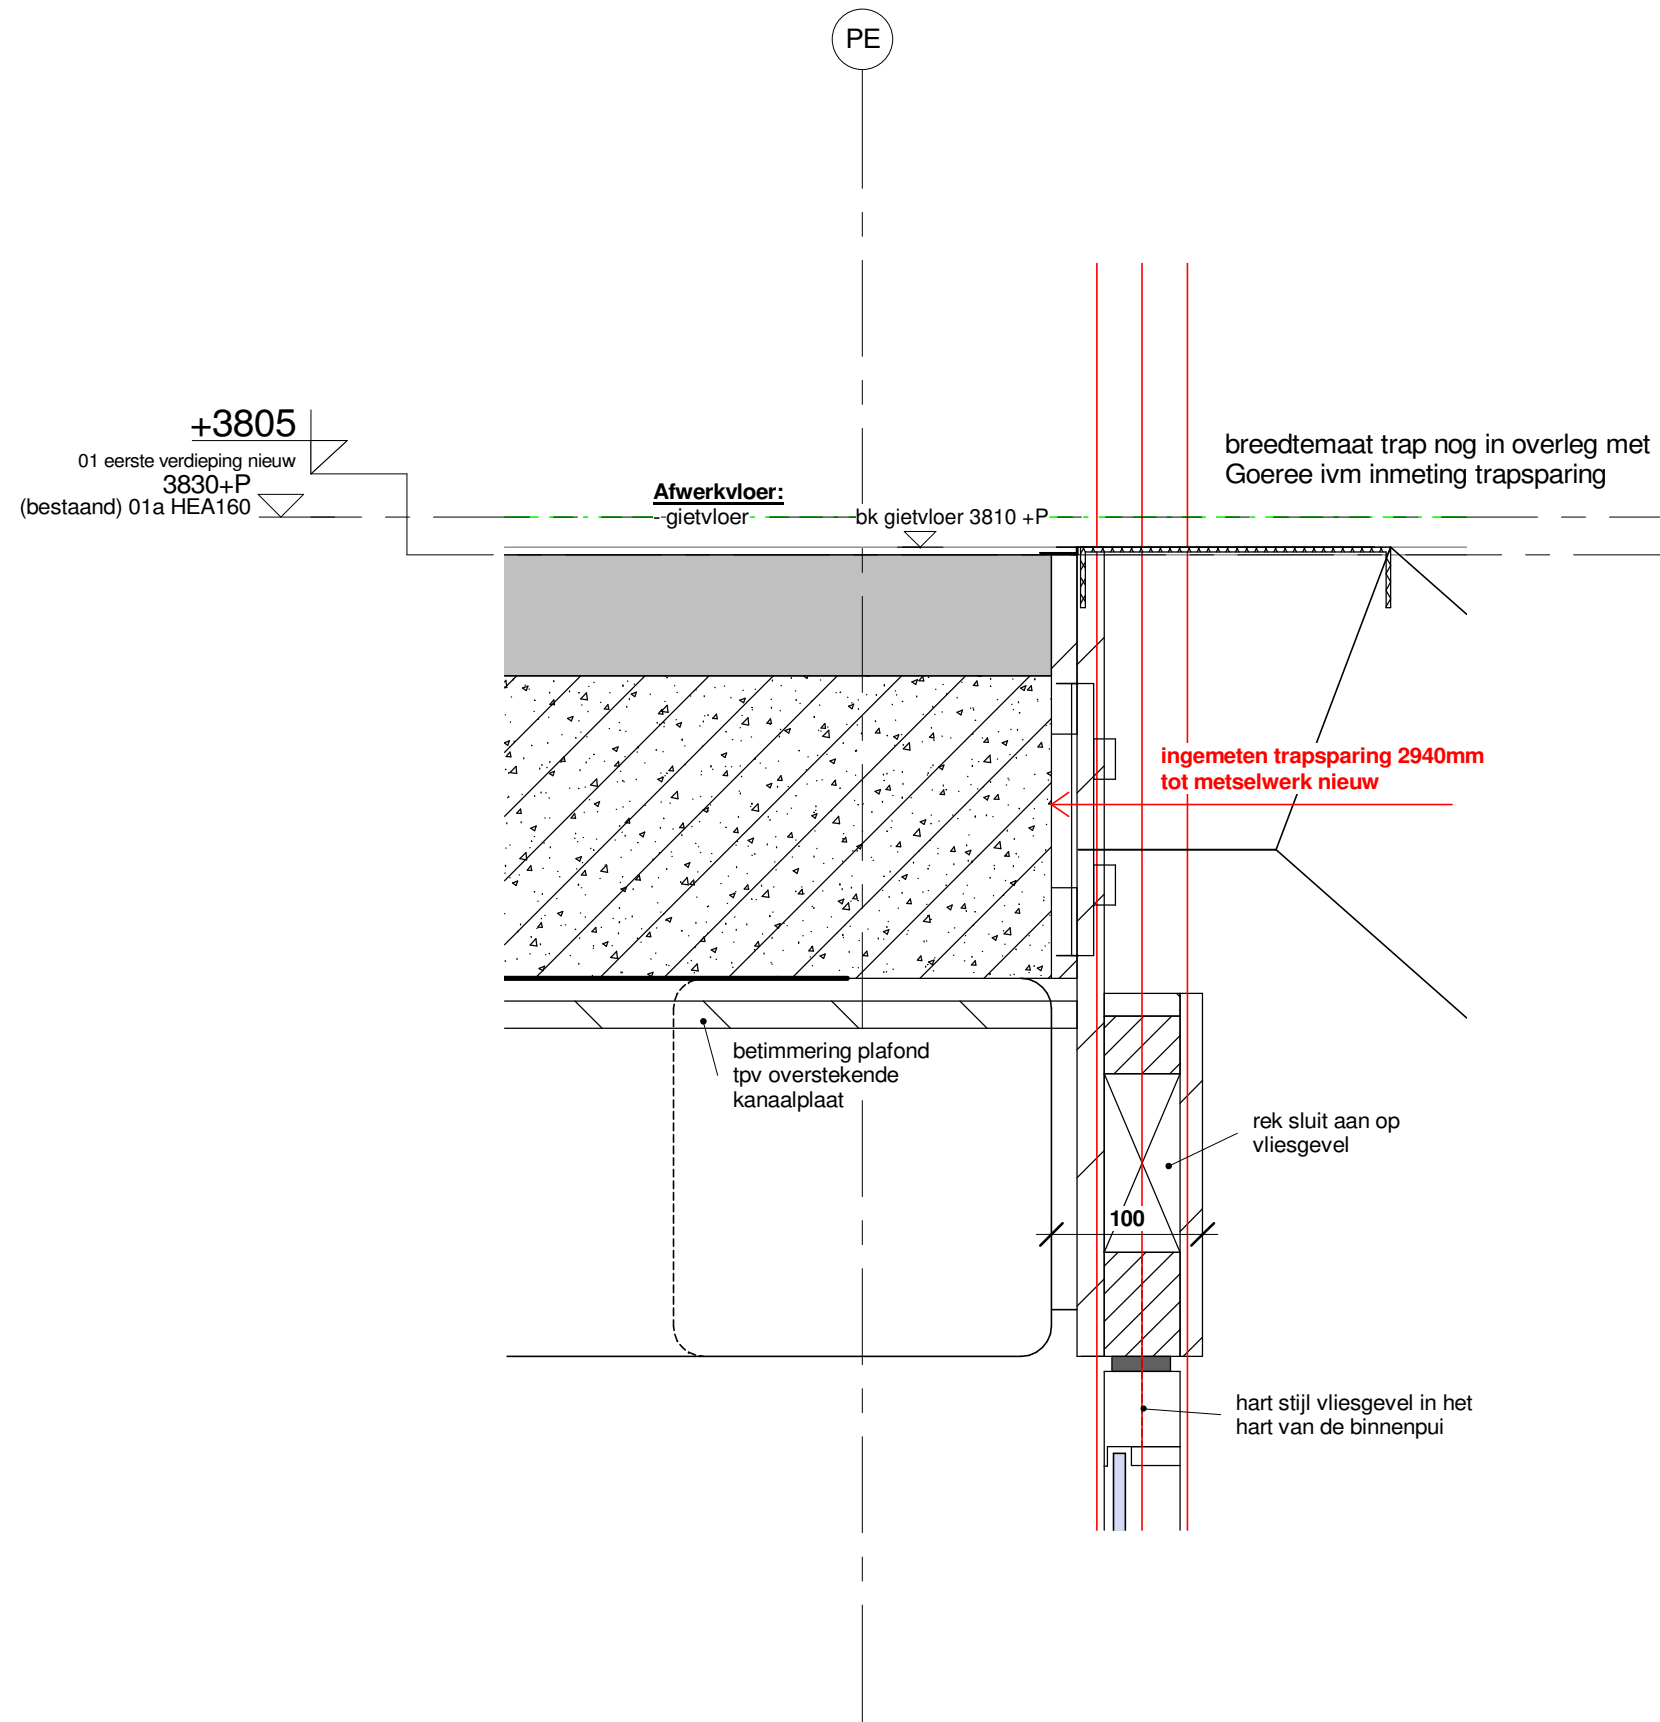 PE
+3805
01 eerste verdieping nieuw
3830+P
(bestaand) 01a HEA160
Afwerkvloer:
- gietvloer
bk gietvloer 3810 +P
breedtemaat trap nog in overleg met
Goeree ivm inmeting trapsparing
ingemeten trapsparing 2940mm
tot metselwerk nieuw
betimmering plafond
tpv overstekende
kanaalplaat
rek sluit aan op
vliesgevel
100
hart stijl vliesgevel in het
hart van de binnenpui